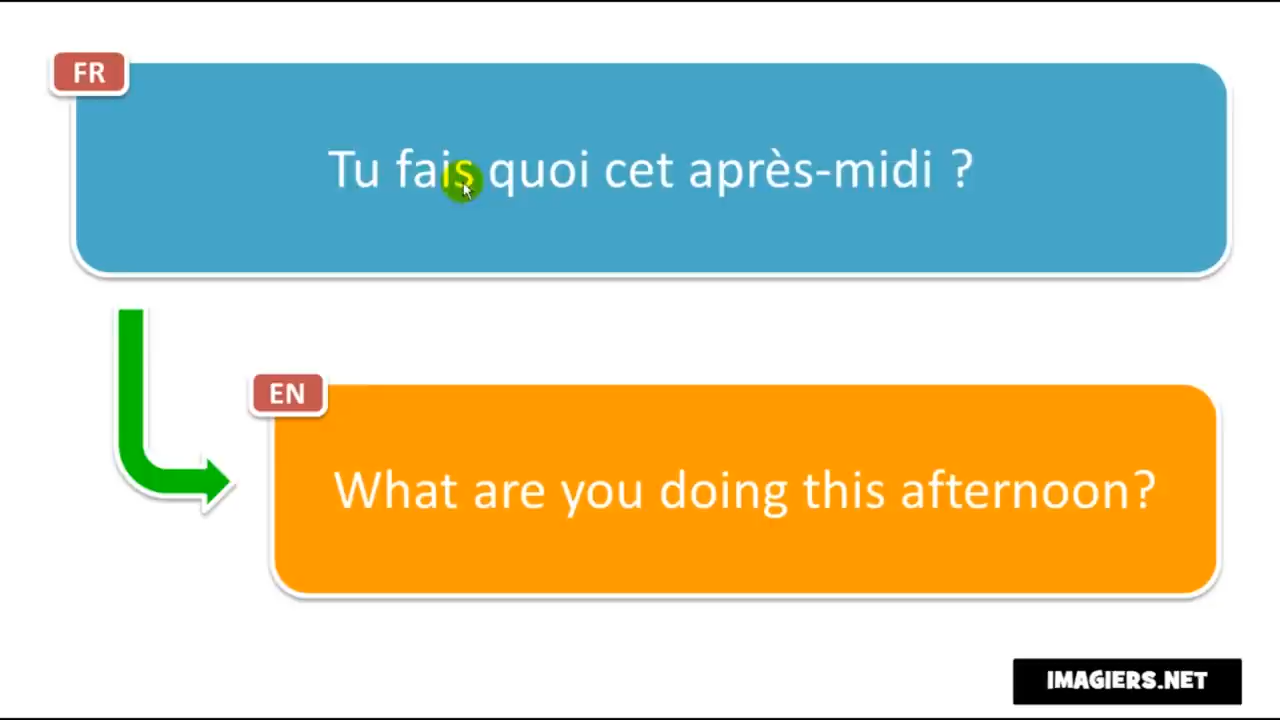 FR
Tu fais quoi cet après-midi ?
EN
What are you doing this afternoon?
IMAGIERS.NET